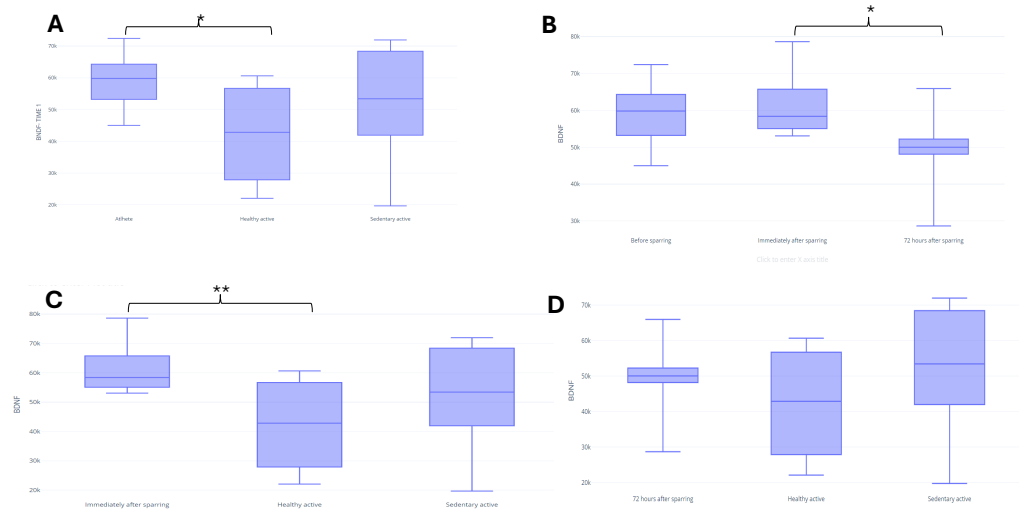 A
*
70k
60k
50k
40k
30k
20k
BNDF- TIME 1
Athlete
Healthy active
Sedentary active
B
*
80k
70k
60k
50k
40k
30k
BDNF
Before sparring
Immediately after sparring
72 hours after sparring
Click to enter X axis title
C
**
80k
70k
60k
50k
40k
30k
20k
BDNF
Immediately after sparring
Healthy active
Sedentary active
D
70k
60k
50k
40k
30k
20k
BDNF
72 hours after sparring
Healthy active
Sedentary active